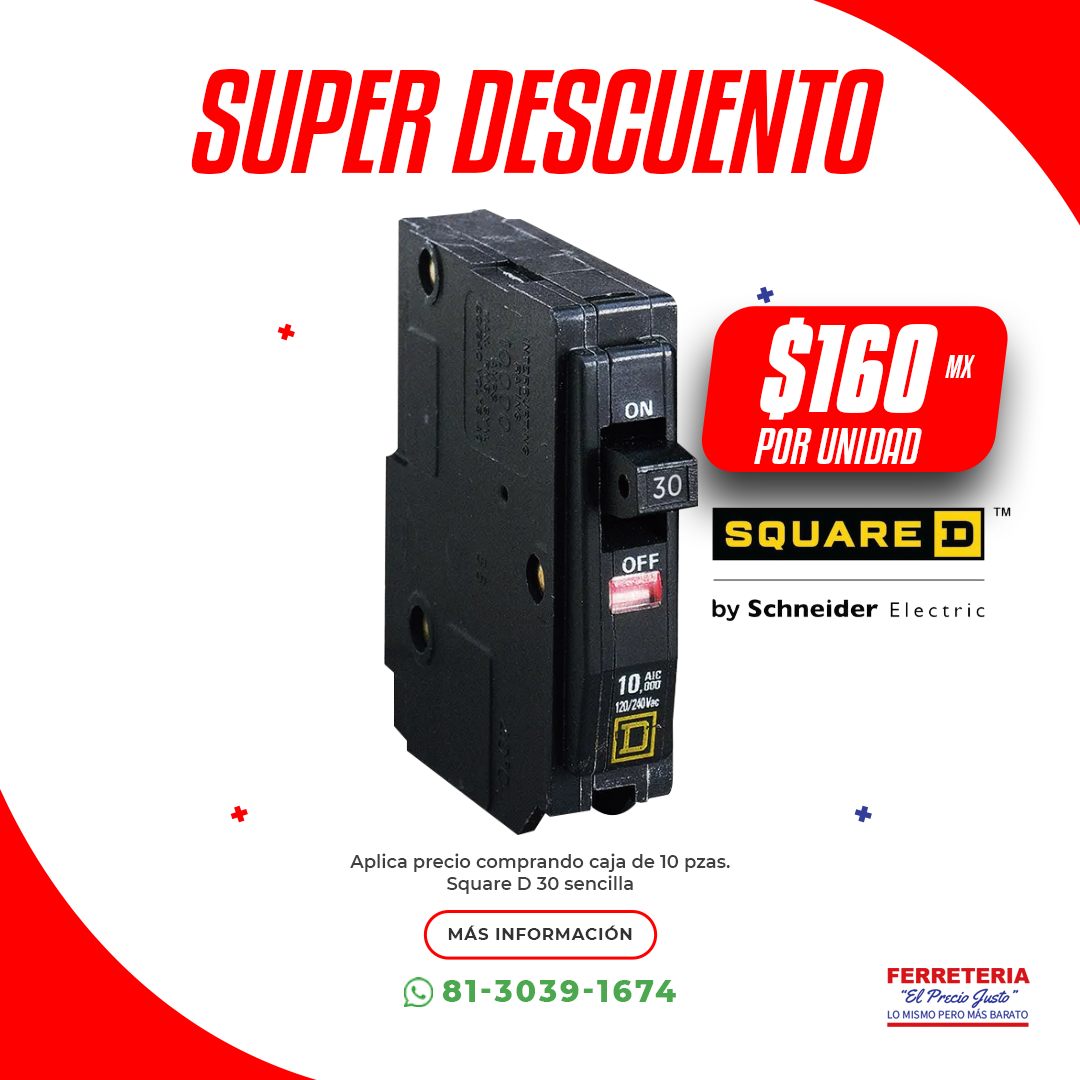 SUPER DESCUENTO
$160 MX
POR UNIDAD
ON
30
OFF
10,000 AIC
120/240Vac
D
SQUARE D ™
by Schneider Electric
Aplica precio comprando caja de 10 pzas.
Square D 30 sencilla
MÁS INFORMACIÓN
81-3039-1674
FERRETERIA
"El Precio Justo"
LO MISMO PERO MÁS BARATO